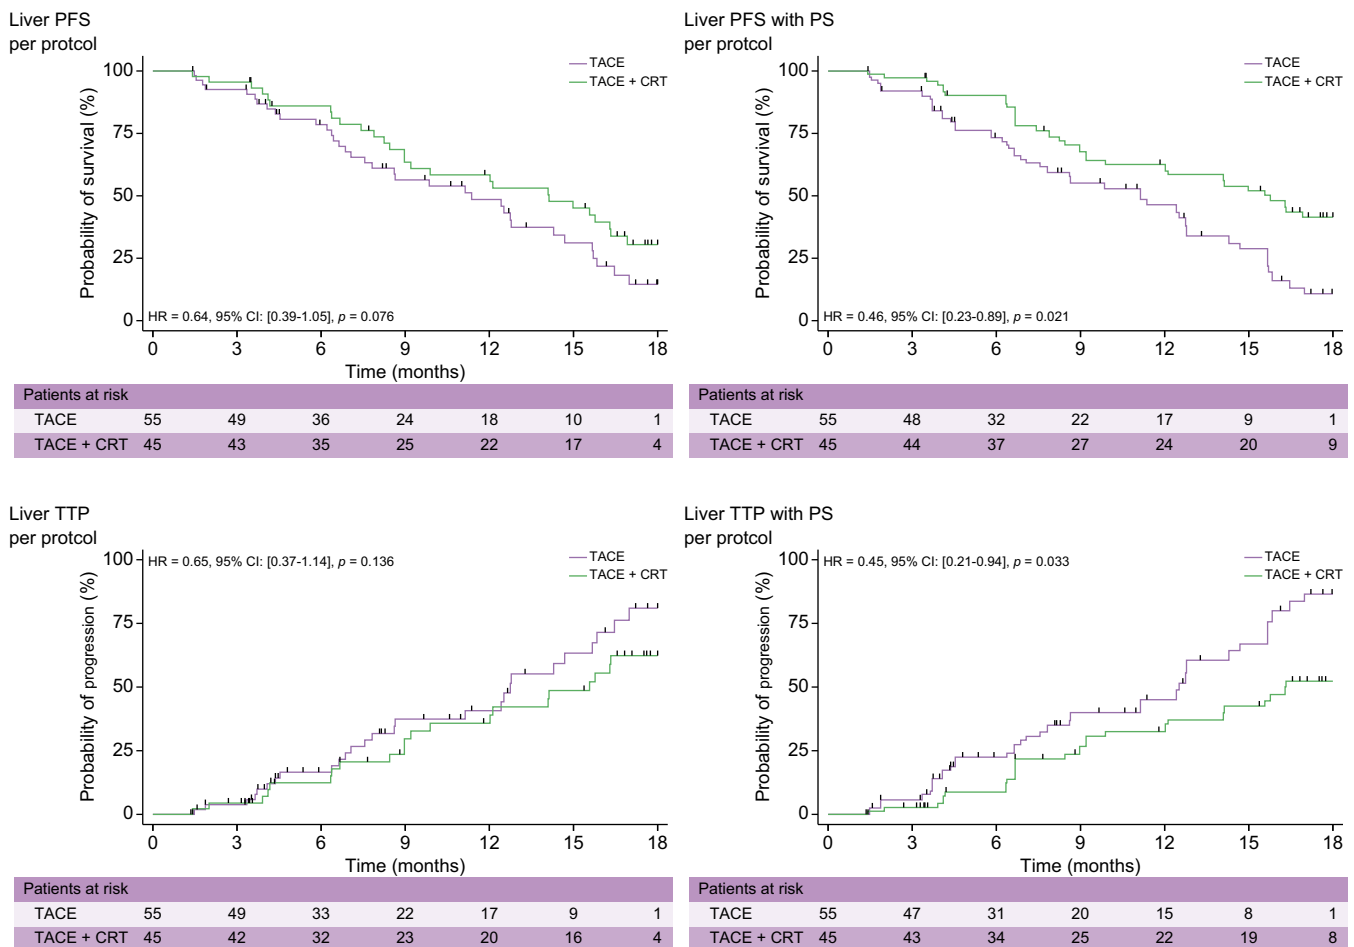 Liver PFS
per protcol
TACE
TACE + CRT
Probability of survival (%)
100
75
50
25
0
HR = 0.64, 95% CI: [0.39-1.05], p = 0.076
0 3 6 9 12 15 18
Time (months)
Patients at risk
TACE 55 49 36 24 18 10 1
TACE + CRT 45 43 35 25 22 17 4
Liver PFS with PS
per protcol
TACE
TACE + CRT
Probability of survival (%)
100
75
50
25
0
HR = 0.46, 95% CI: [0.23-0.89], p = 0.021
0 3 6 9 12 15 18
Time (months)
Patients at risk
TACE 55 48 32 22 17 9 1
TACE + CRT 45 44 37 27 24 20 9
Liver TTP
per protcol
HR = 0.65, 95% CI: [0.37-1.14], p = 0.136
TACE
TACE + CRT
Probability of progression (%)
100
75
50
25
0
0 3 6 9 12 15 18
Time (months)
Patients at risk
TACE 55 49 33 22 17 9 1
TACE + CRT 45 42 32 23 20 16 4
Liver TTP with PS
per protcol
HR = 0.45, 95% CI: [0.21-0.94], p = 0.033
TACE
TACE + CRT
Probability of progression (%)
100
75
50
25
0
0 3 6 9 12 15 18
Time (months)
Patients at risk
TACE 55 47 31 20 15 8 1
TACE + CRT 45 43 34 25 22 19 8